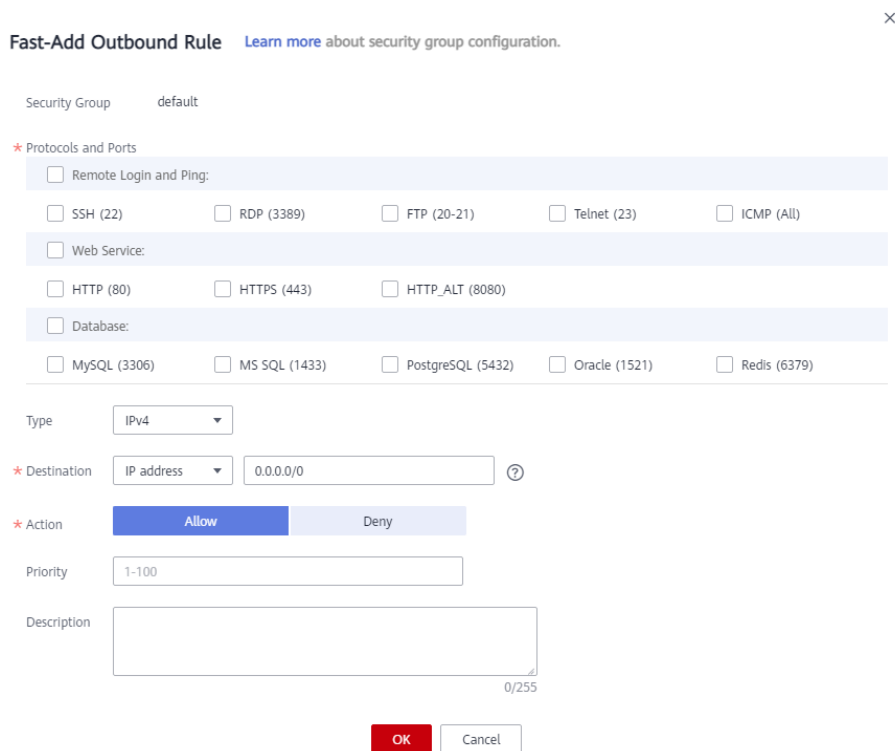 Fast-Add Outbound Rule Learn more about security group configuration.
Security Group default
* Protocols and Ports
Remote Login and Ping:
SSH (22) RDP (3389) FTP (20-21) Telnet (23) ICMP (All)
Web Service:
HTTP (80) HTTPS (443) HTTP_ALT (8080)
Database:
MySQL (3306) MS SQL (1433) PostgreSQL (5432) Oracle (1521) Redis (6379)
Type IPv4
* Destination IP address 0.0.0.0/0 ?
* Action Allow Deny
Priority 1-100
Description
0/255
OK Cancel